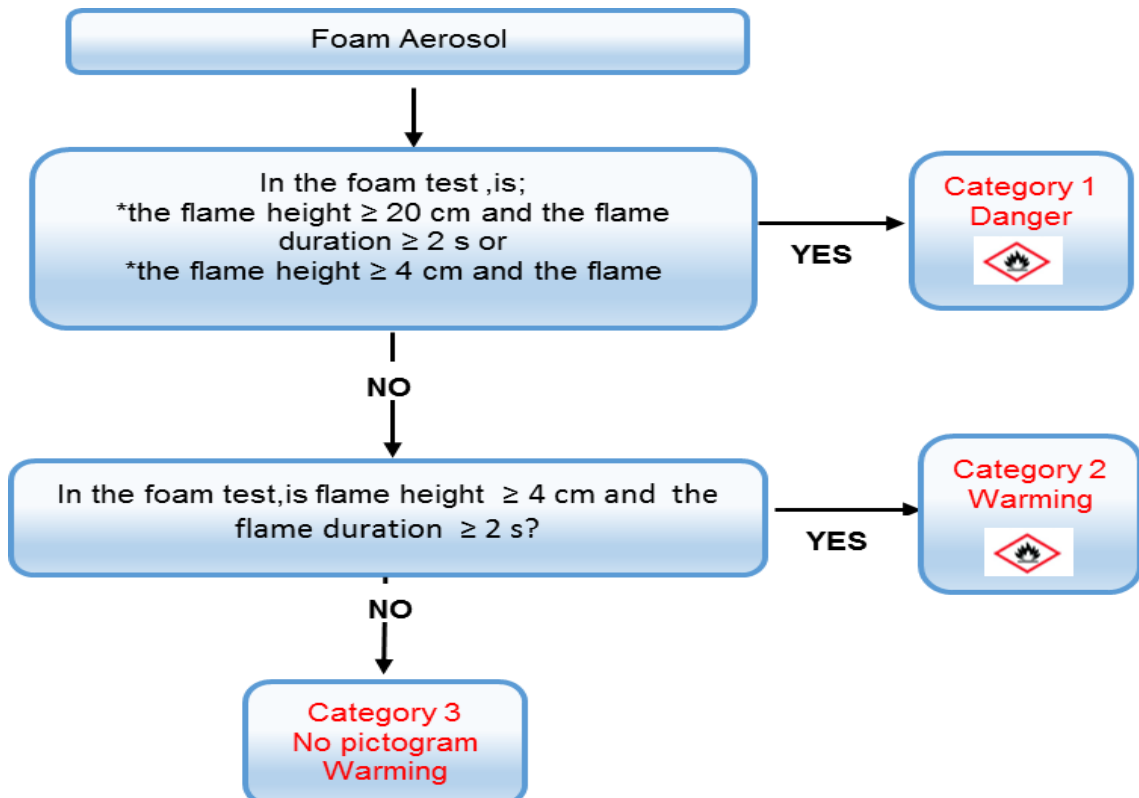 Foam Aerosol
In the foam test ,is;
*the flame height ≥ 20 cm and the flame
duration ≥ 2 s or
*the flame height ≥ 4 cm and the flame
YES
Category 1
Danger
NO
In the foam test,is flame height ≥ 4 cm and the
flame duration ≥ 2 s?
YES
Category 2
Warming
NO
Category 3
No pictogram
Warming